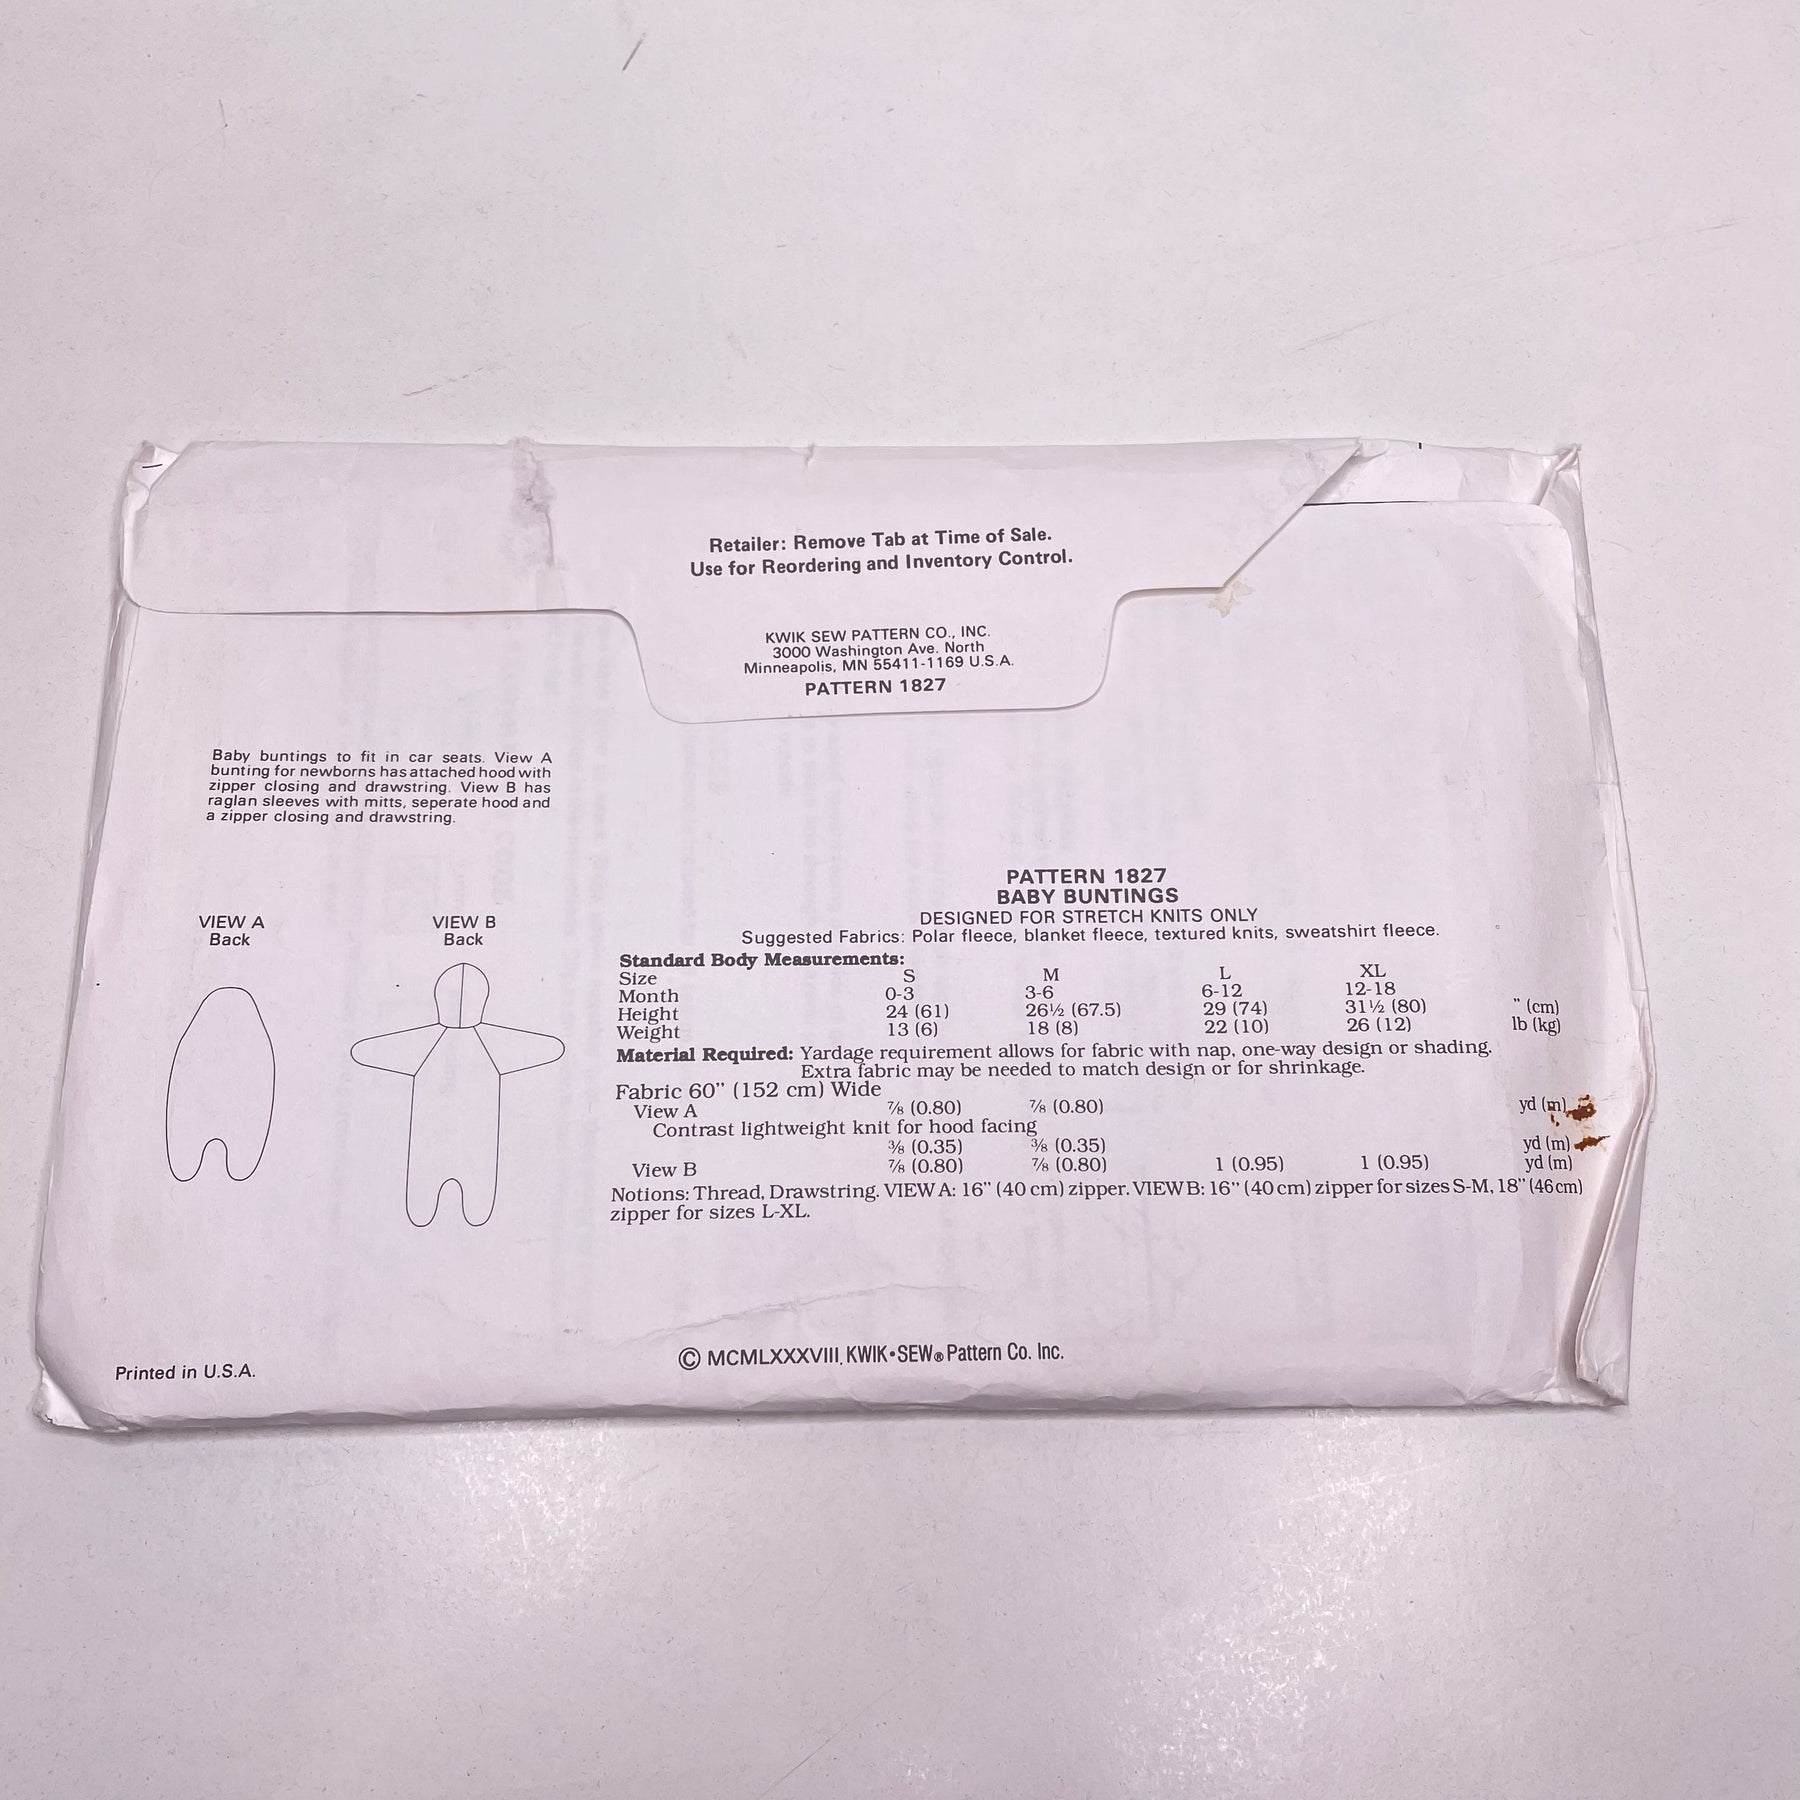 Retailer: Remove Tab at Time of Sale.
Use for Reordering and Inventory Control.
KWIK SEW PATTERN CO., INC.
3000 Washington Ave. North
Minneapolis, MN 55411-1169 U.S.A.
PATTERN 1827
Baby buntings to fit in car seats. View A
bunting for newborns has attached hood with
zipper closing and drawstring. View B has
raglan sleeves with mitts, seperate hood and
a zipper closing and drawstring.
VIEW A
Back
VIEW B
Back
PATTERN 1827
BABY BUNTINGS
DESIGNED FOR STRETCH KNITS ONLY
Suggested Fabrics: Polar fleece, blanket fleece, textured knits, sweatshirt fleece.
Standard Body Measurements:
Size S M L XL
Month 0-3 3-6 6-12 12-18
Height 24 (61) 26½ (67.5) 29 (74) 31½ (80) " (cm)
Weight 13 (6) 18 (8) 22 (10) 26 (12) lb (kg)
Material Required: Yardage requirement allows for fabric with nap, one-way design or shading.
Extra fabric may be needed to match design or for shrinkage.
Fabric 60" (152 cm) Wide
View A ⅞ (0.80) ⅞ (0.80) yd (m)
Contrast lightweight knit for hood facing
⅜ (0.35) ⅜ (0.35) yd (m)
View B ⅞ (0.80) ⅞ (0.80) 1 (0.95) 1 (0.95) yd (m)
Notions: Thread, Drawstring. VIEW A: 16" (40 cm) zipper. VIEW B: 16" (40 cm) zipper for sizes S-M, 18" (46 cm)
zipper for sizes L-XL.
Printed in U.S.A.
© MCMLXXXVIII, KWIK•SEW® Pattern Co. Inc.